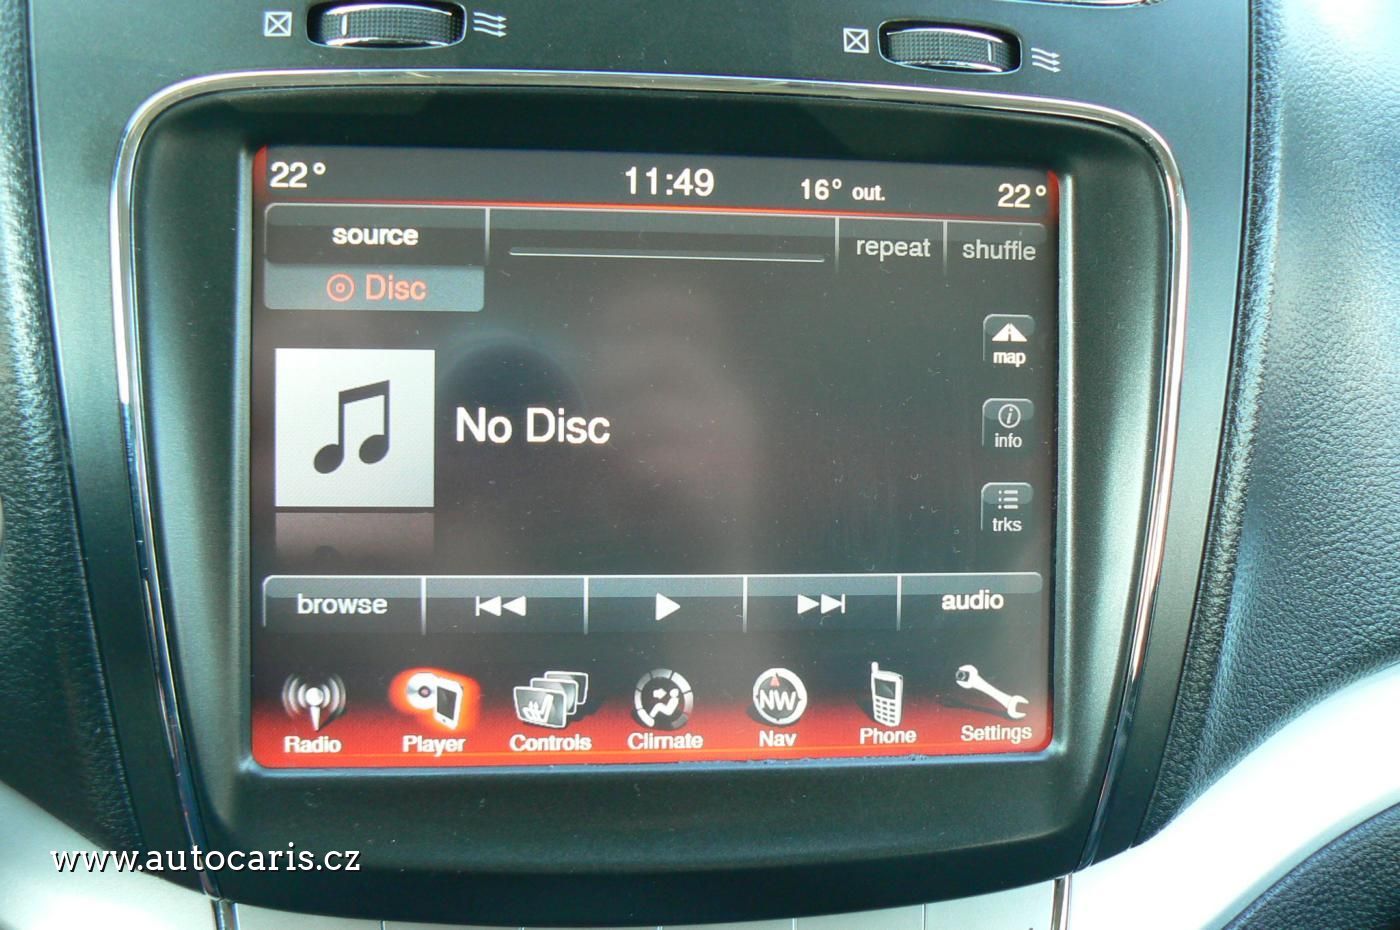 22° 11:49 16° out. 22°
source repeat shuffle
Disc
map
No Disc
info
trks
browse audio
NW
Radio Player Controls Climate Nav Phone Settings
www.autocaris.cz